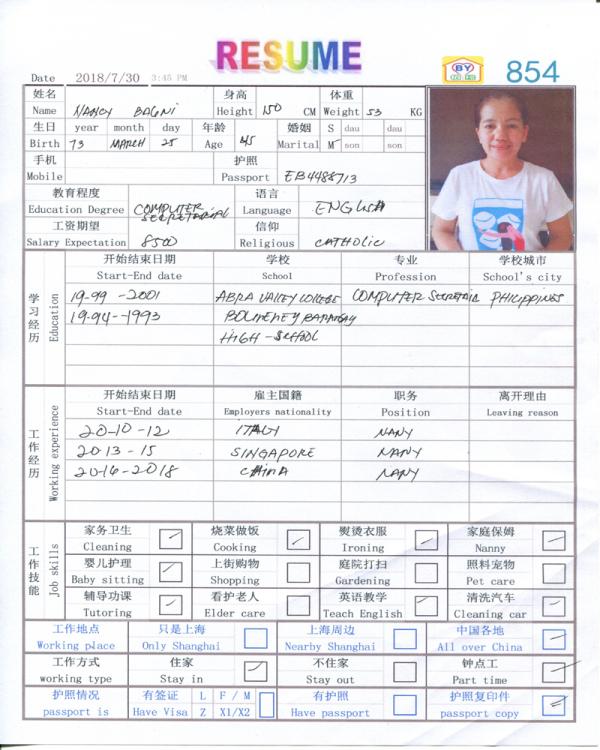 RESUME
BY
854
Date 2018/7/30 3:45 PM
姓名 身高 体重
Name NANCY Height 150 CM Weight 53 KG
生日 year month day 年龄 婚姻 S dau dau
Birth 73 MARCH 25 Age 45 Marital M son son
手机 护照
Mobile Passport EB4488713
教育程度 语言
Education Degree COMPUTER SECRETARIAL Language ENGLISH
工资期望 信仰
Salary Expectation 8500 Religious CATHOLIC
学习经历 Education
开始结束日期 学校 专业 学校城市
Start-End date School Profession School's city
19-99 -2001 ABRA VALLEY COLLEGE COMPUTER PHILIPPINES
19-94--1993
HIGH-SCHOOL
工作经历 Working experience
开始结束日期 雇主国籍 职务 离开理由
Start-End date Employers nationality Position Leaving reason
20-10-12 ITALY NANY
20-13-15 SINGAPORE NANY
20-16-2018 CHINA NANY
工作技能 Job skills
家务卫生 烧菜做饭 熨烫衣服 家庭保姆
Cleaning Cooking Ironing Nanny
婴儿护理 上街购物 庭院打扫 照料宠物
Baby sitting Shopping Gardening Pet care
辅导功课 看护老人 英语教学 清洗汽车
Tutoring Elder care Teach English Cleaning car
工作地点 只是上海 上海周边 中国各地
Working place Only Shanghai Nearby Shanghai All over China
工作方式 住家 不住家 钟点工
working type Stay in Stay out Part time
护照情况 有签证 L F / M 有护照 护照复印件
passport is Have Visa Z X1/X2 Have passport passport copy